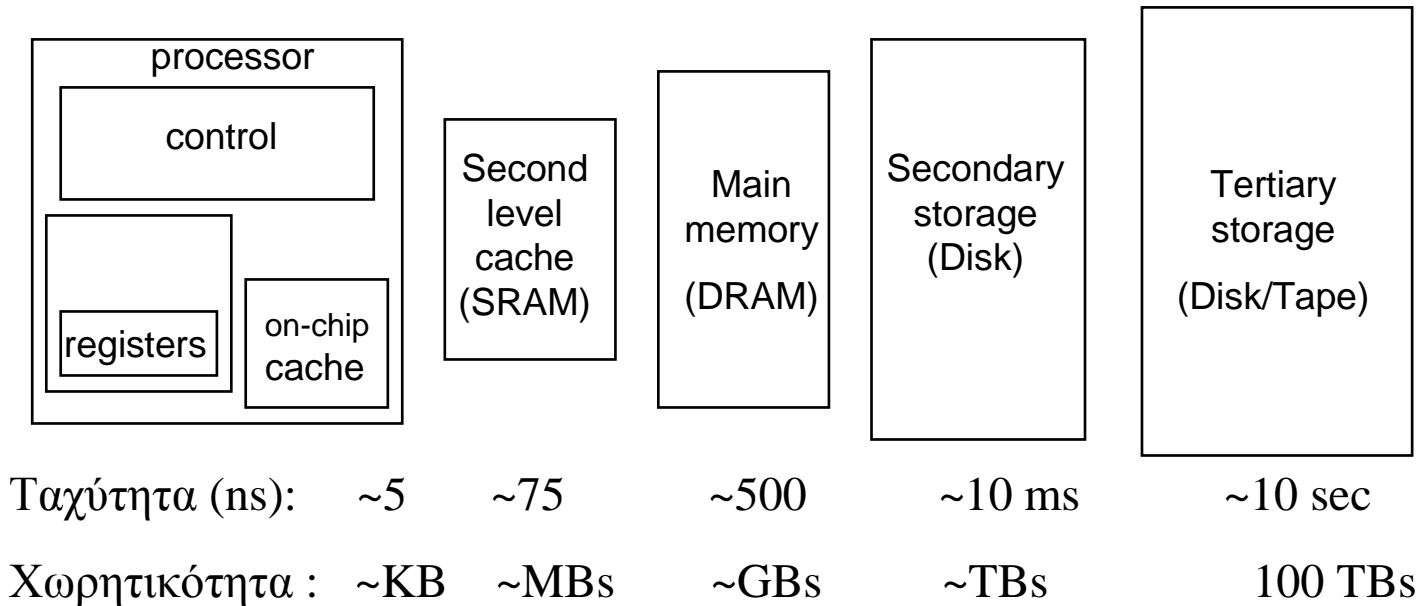 processor
control
registers
on-chip
cache
Second
level
cache
(SRAM)
Main
memory
(DRAM)
Secondary
storage
(Disk)
Tertiary
storage
(Disk/Tape)
Ταχύτητα (ns): ~5 ~75 ~500 ~10 ms ~10 sec
Χωρητικότητα : ~KB ~MBs ~GBs ~TBs 100 TBs